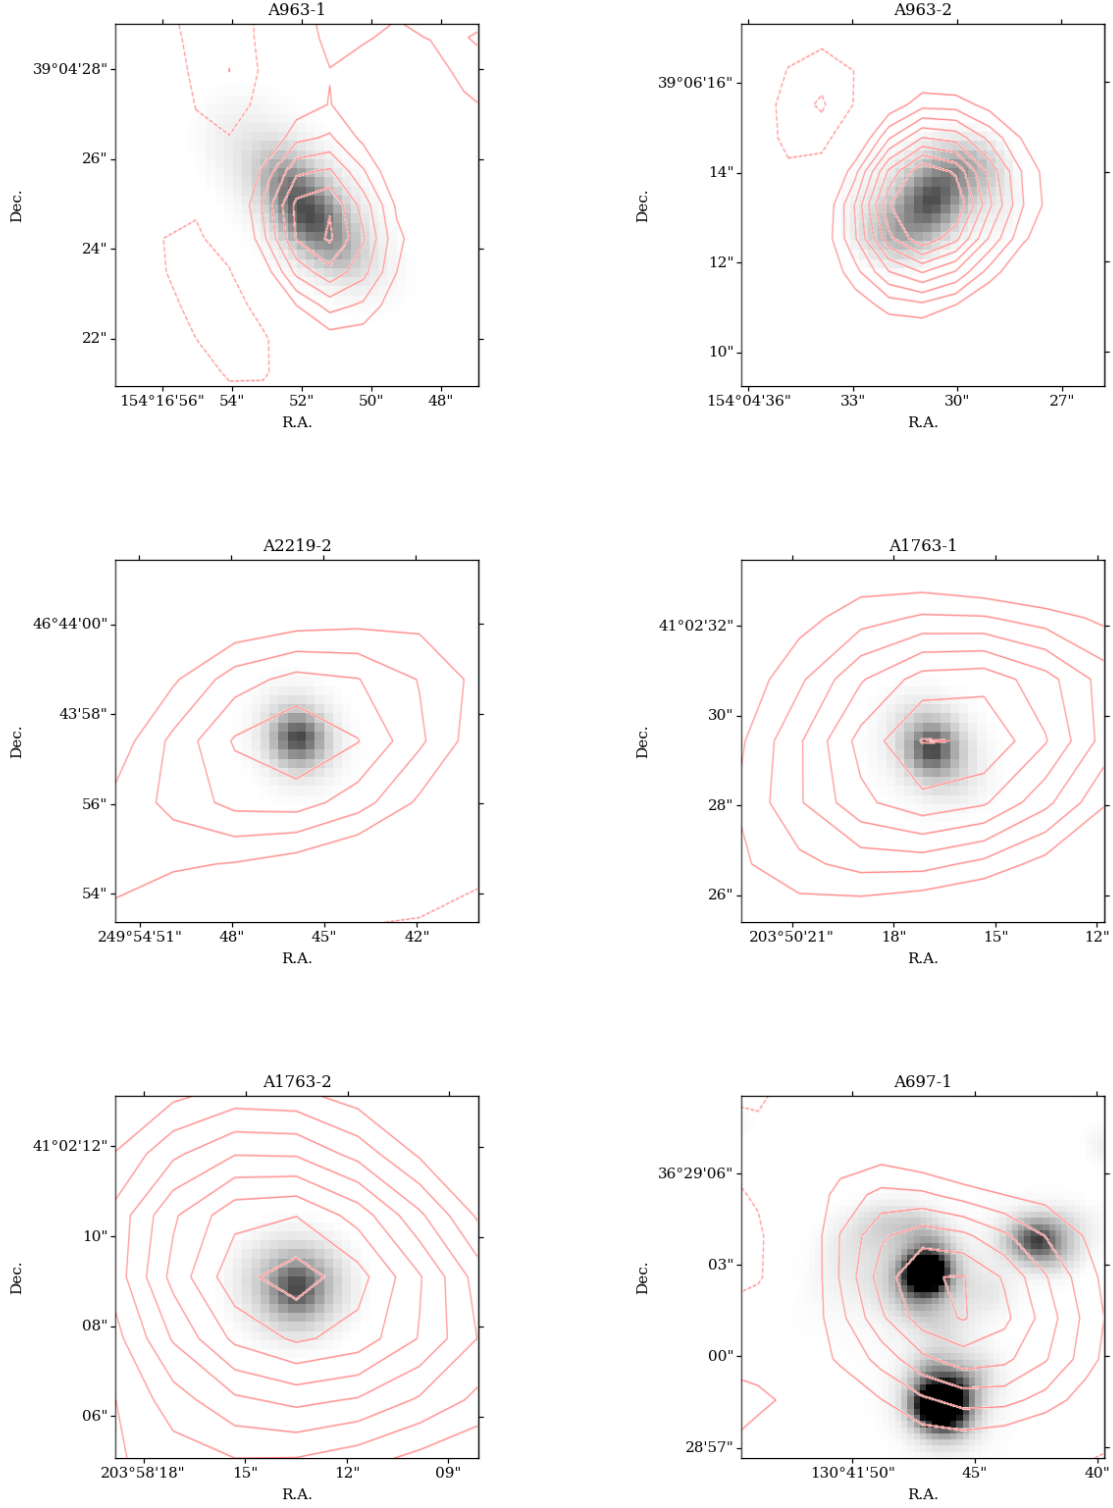 A963-1
A963-2
39°04'28"
26"
24"
22"
Dec.
154°16'56"
54"
52"
50"
48"
R.A.
39°06'16"
14"
12"
10"
Dec.
154°04'36"
33"
30"
27"
R.A.
A2219-2
A1763-1
46°44'00"
43'58"
56"
54"
Dec.
249°54'51"
48"
45"
42"
R.A.
41°02'32"
30"
28"
26"
Dec.
203°50'21"
18"
15"
12"
R.A.
A1763-2
A697-1
41°02'12"
10"
08"
06"
Dec.
203°58'18"
15"
12"
09"
R.A.
36°29'06"
03"
00"
28'57"
Dec.
130°41'50"
45"
40"
R.A.